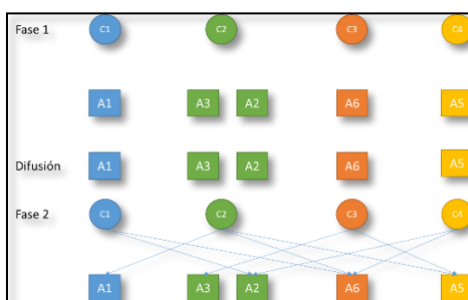 Fase 1 C1 C2 C3 C4
A1 A3 A2 A6 A5
Difusión A1 A3 A2 A6 A5
Fase 2 C1 C2 C3 C4
A1 A3 A2 A6 A5